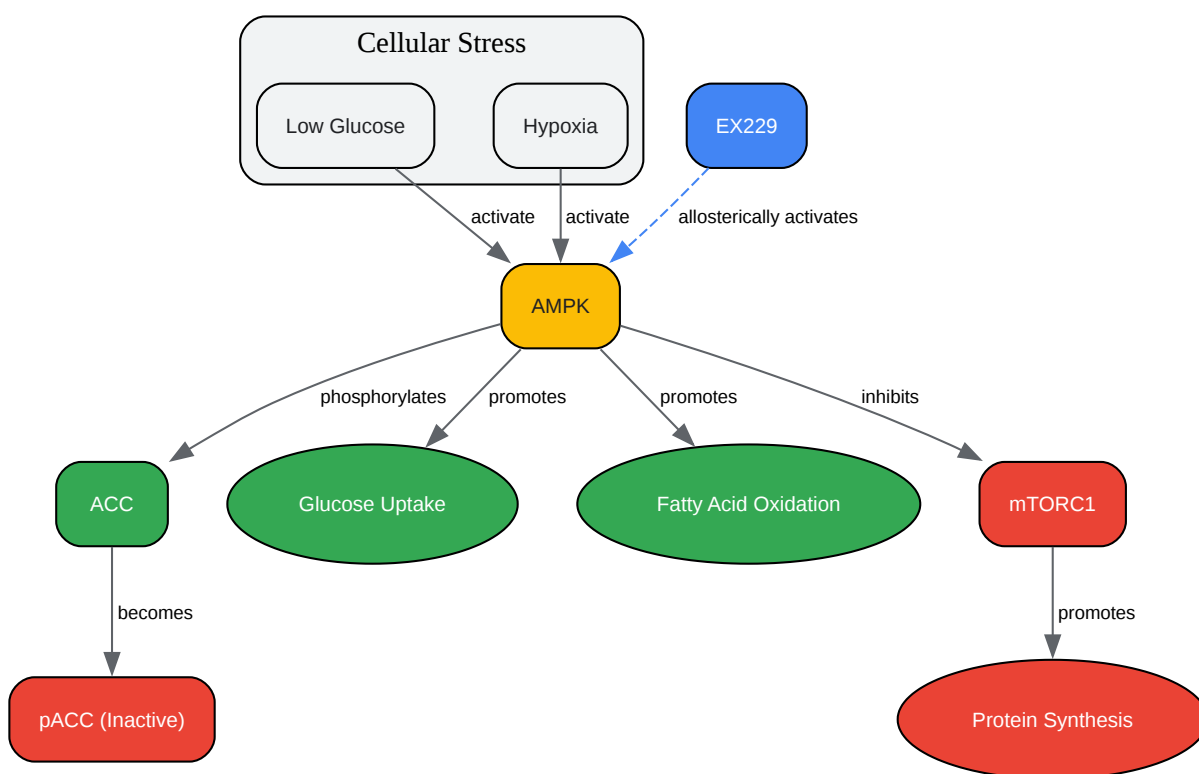 Cellular Stress
Low Glucose
Hypoxia
EX229
activate
activate
allosterically activates
AMPK
phosphorylates
promotes
promotes
inhibits
ACC
Glucose Uptake
Fatty Acid Oxidation
mTORC1
becomes
promotes
pACC (Inactive)
Protein Synthesis